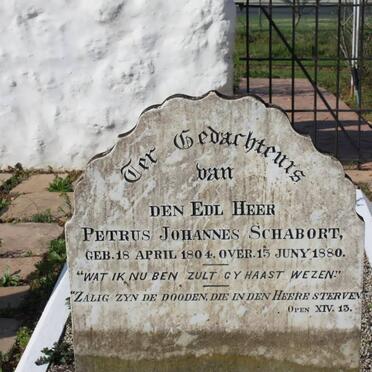 Ter Gedachtenis
van
DEN EDL HEER
PETRUS JOHANNES SCHABORT,
GEB. 18 APRIL 1804. OVER. 15 JUNY 1880.
"WAT IK NU BEN ZULT GY HAAST WEZEN."
"ZALIG ZYN DE DOODEN, DIE IN DEN HEERE STERVEN
OPEN XIV. 13.